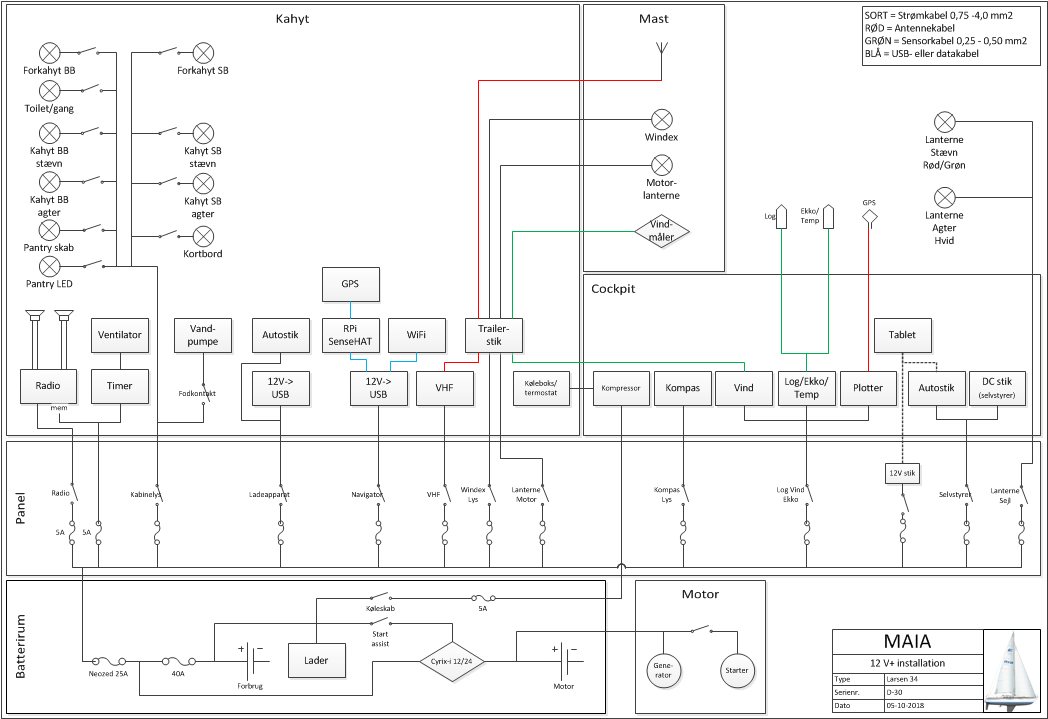 Kahyt
Mast
SORT = Strømkabel 0,75 -4,0 mm2
RØD = Antennekabel
GRØN = Sensorkabel 0,25 - 0,50 mm2
BLÅ = USB- eller datakabel
Forkahyt BB
Forkahyt SB
Toilet/gang
Kahyt BB
stævn
Kahyt SB
stævn
Kahyt BB
agter
Kahyt SB
agter
Pantry skab
Kortbord
Pantry LED
Windex
Motor-
lanterne
Vind-
måler
Lanterne
Stævn
Rød/Grøn
Lanterne
Agter
Hvid
Log
Ekko/
Temp
GPS
Cockpit
GPS
Ventilator
Vand-
pumpe
Autostik
RPi
SenseHAT
WiFi
Trailer-
stik
Tablet
Radio
mem
Timer
Fodkontakt
12V->
USB
12V->
USB
VHF
Køleboks/
termostat
Kompressor
Kompas
Vind
Log/Ekko/
Temp
Plotter
Autostik
DC stik
(selvstyrer)
Panel
12V stik
Radio
Kabinelys
Ladeapparat
Navigator
VHF
Windex
Lys
Lanterne
Motor
Kompas
Lys
Log Vind
Ekko
Selvstyrer
Lanterne
Sejl
5A
5A
Batterirum
Køleskab
5A
Start
assist
Lader
Cyrix-i 12/24
Neozed 25A
40A
+
Forbrug
+
Motor
Motor
Gene-
rator
Starter
MAIA
12 V+ installation
Type
Larsen 34
Serienr.
D-30
Dato
05-10-2018